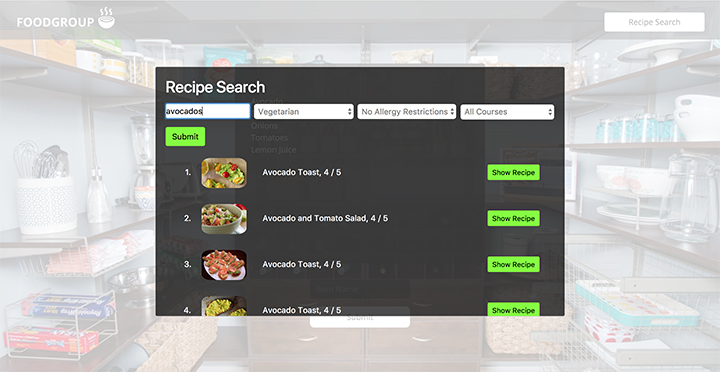 FOODGROUP
Recipe Search
Recipe Search
avocados
Vegetarian
No Allergy Restrictions
All Courses
Submit
Onions
Tomatoes
Lemon Juice
1.
Avocado Toast, 4 / 5
Show Recipe
2.
Avocado and Tomato Salad, 4 / 5
Show Recipe
3.
Avocado Toast, 4 / 5
Show Recipe
4.
Avocado Toast, 4 / 5
Show Recipe
Submit